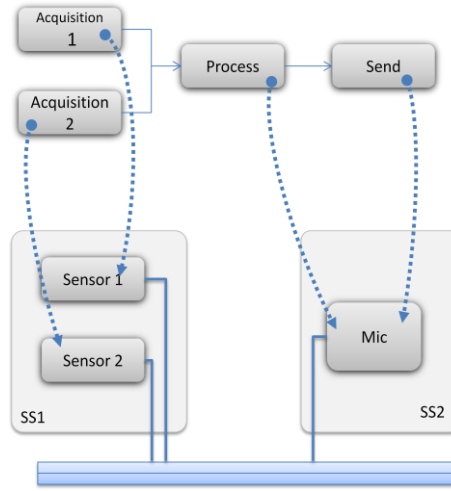 Acquisition
1
Process
Send
Acquisition
2
Sensor 1
Mic
Sensor 2
SS1
SS2